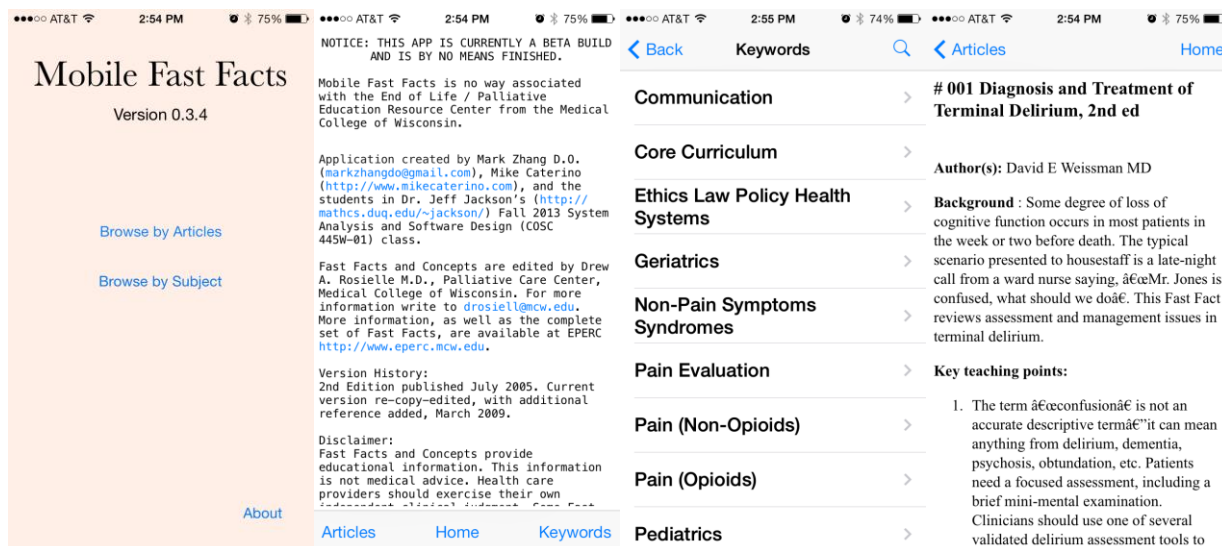 ●●●○○ AT&T 2:54 PM 75%
Mobile Fast Facts
Version 0.3.4
Browse by Articles
Browse by Subject
About
●●●○○ AT&T 2:54 PM 75%
NOTICE: THIS APP IS CURRENTLY A BETA BUILD
AND IS BY NO MEANS FINISHED.
Mobile Fast Facts is no way associated
with the End of Life / Palliative
Education Resource Center from the Medical
College of Wisconsin.
Application created by Mark Zhang D.O.
(markzhangdo@gmail.com), Mike Caterino
(http://www.mikecaterino.com), and the
students in Dr. Jeff Jackson's (http://
mathcs.duq.edu/~jackson/) Fall 2013 System
Analysis and Software Design (COSC
445W-01) class.
Fast Facts and Concepts are edited by Drew
A. Rosielle M.D., Palliative Care Center,
Medical College of Wisconsin. For more
information write to drosiell@mcw.edu.
More information, as well as the complete
set of Fast Facts, are available at EPERC
http://www.eperc.mcw.edu.
Version History:
2nd Edition published July 2005. Current
version re-copy-edited, with additional
reference added, March 2009.
Disclaimer:
Fast Facts and Concepts provide
educational information. This information
is not medical advice. Health care
providers should exercise their own
Articles Home Keywords
●●●○○ AT&T 2:55 PM 74%
Back Keywords
Communication
Core Curriculum
Ethics Law Policy Health
Systems
Geriatrics
Non-Pain Symptoms
Syndromes
Pain Evaluation
Pain (Non-Opioids)
Pain (Opioids)
Pediatrics
●●●○○ AT&T 2:54 PM 75%
Articles Home
# 001 Diagnosis and Treatment of
Terminal Delirium, 2nd ed
Author(s): David E Weissman MD
Background : Some degree of loss of
cognitive function occurs in most patients in
the week or two before death. The typical
scenario presented to housestaff is a late-night
call from a ward nurse saying, â€œMr. Jones is
confused, what should we doâ€. This Fast Fact
reviews assessment and management issues in
terminal delirium.
Key teaching points:
1. The term â€œconfusionâ€ is not an
accurate descriptive termâ€”it can mean
anything from delirium, dementia,
psychosis, obtundation, etc. Patients
need a focused assessment, including a
brief mini-mental examination.
Clinicians should use one of several
validated delirium assessment tools to